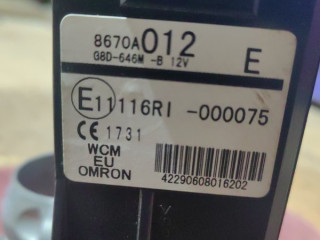 8670A012
G8D-646M -B 12V
E
E11 116RI -000075
CE 1731
WCM
EU
OMRON
42290608016202